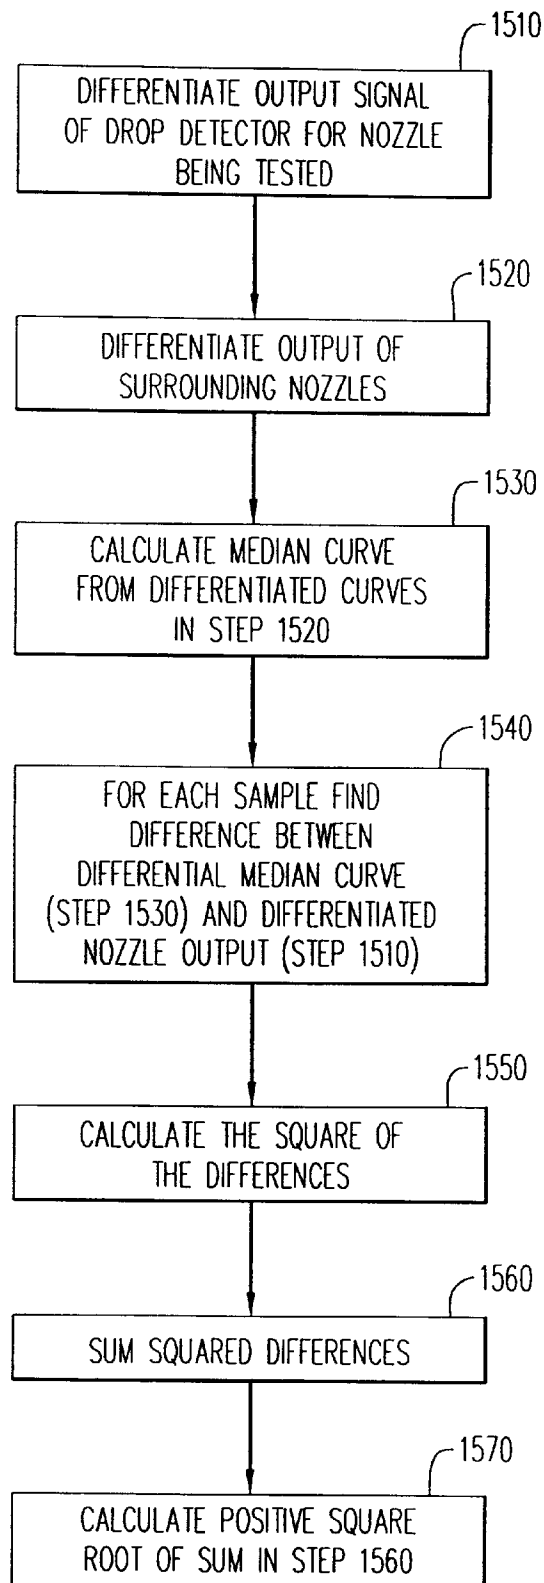 1510
DIFFERENTIATE OUTPUT SIGNAL
OF DROP DETECTOR FOR NOZZLE
BEING TESTED
1520
DIFFERENTIATE OUTPUT OF
SURROUNDING NOZZLES
1530
CALCULATE MEDIAN CURVE
FROM DIFFERENTIATED CURVES
IN STEP 1520
1540
FOR EACH SAMPLE FIND
DIFFERENCE BETWEEN
DIFFERENTIAL MEDIAN CURVE
(STEP 1530) AND DIFFERENTIATED
NOZZLE OUTPUT (STEP 1510)
1550
CALCULATE THE SQUARE OF
THE DIFFERENCES
1560
SUM SQUARED DIFFERENCES
1570
CALCULATE POSITIVE SQUARE
ROOT OF SUM IN STEP 1560